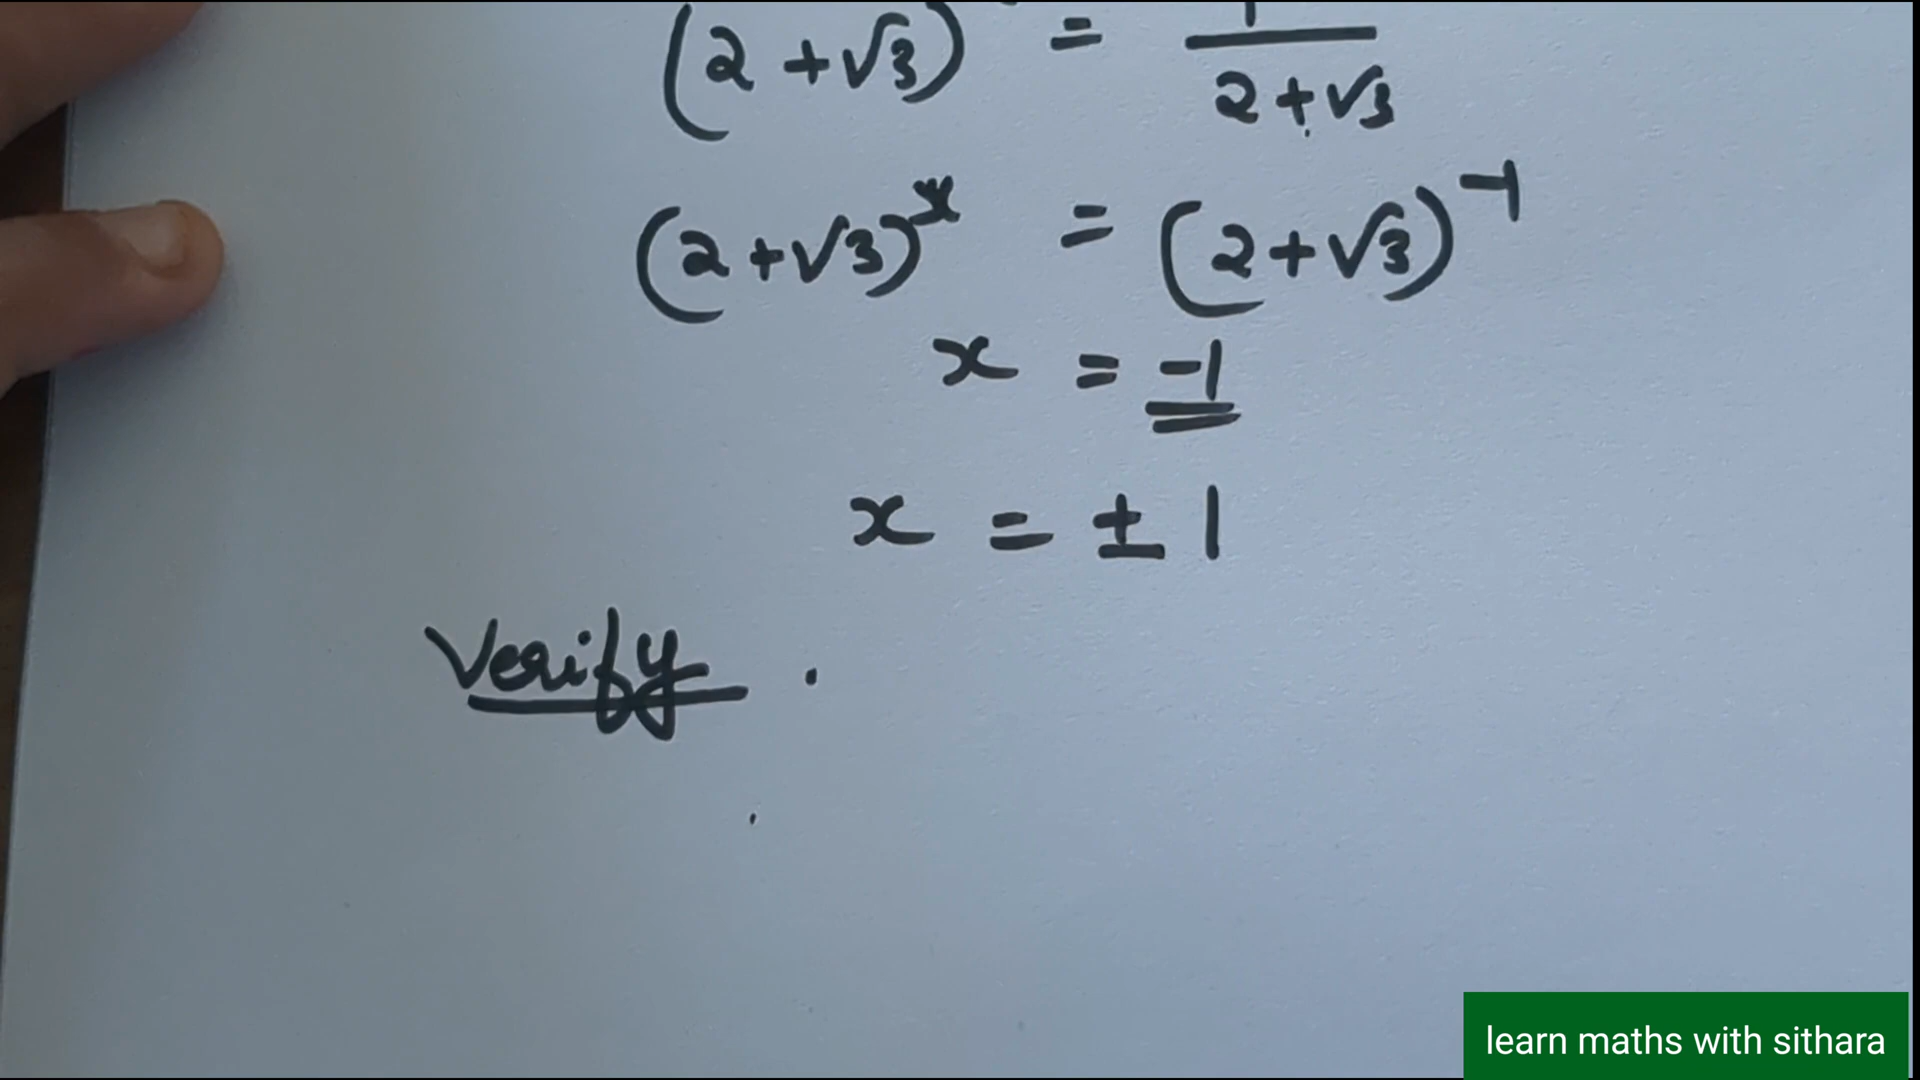 (2+√3) = 1/2+√3
(2+√3)^x = (2+√3)^-1
x = -1
x = ±1
Verify .
learn maths with sithara